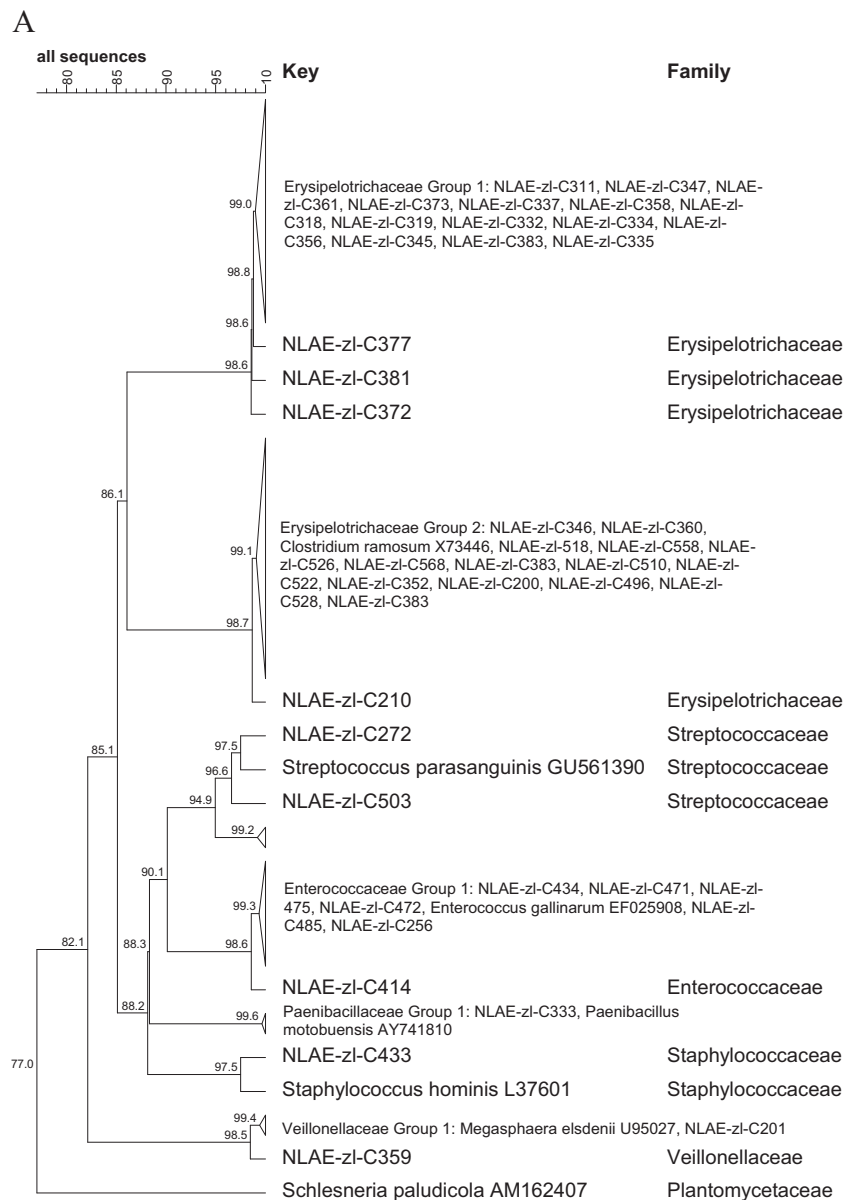 A
all sequences
80
85
90
95
10
Key Family
99.0
Erysipelotrichaceae Group 1: NLAE-zl-C311, NLAE-zl-C347, NLAE-
zl-C361, NLAE-zl-C373, NLAE-zl-C337, NLAE-zl-C358, NLAE-zl-
C318, NLAE-zl-C319, NLAE-zl-C332, NLAE-zl-C334, NLAE-zl-
C356, NLAE-zl-C345, NLAE-zl-C383, NLAE-zl-C335
98.8
98.6
NLAE-zl-C377 Erysipelotrichaceae
98.6
NLAE-zl-C381 Erysipelotrichaceae
NLAE-zl-C372 Erysipelotrichaceae
86.1
99.1
Erysipelotrichaceae Group 2: NLAE-zl-C346, NLAE-zl-C360,
Clostridium ramosum X73446, NLAE-zl-518, NLAE-zl-C558, NLAE-
zl-C526, NLAE-zl-C568, NLAE-zl-C383, NLAE-zl-C510, NLAE-zl-
C522, NLAE-zl-C352, NLAE-zl-C200, NLAE-zl-C496, NLAE-zl-
C528, NLAE-zl-C383
98.7
NLAE-zl-C210 Erysipelotrichaceae
85.1
NLAE-zl-C272 Streptococcaceae
97.5
Streptococcus parasanguinis GU561390 Streptococcaceae
96.6
NLAE-zl-C503 Streptococcaceae
94.9
99.2
90.1
Enterococcaceae Group 1: NLAE-zl-C434, NLAE-zl-C471, NLAE-zl-
475, NLAE-zl-C472, Enterococcus gallinarum EF025908, NLAE-zl-
C485, NLAE-zl-C256
99.3
98.6
82.1
88.3
NLAE-zl-C414 Enterococcaceae
88.2
99.6
Paenibacillaceae Group 1: NLAE-zl-C333, Paenibacillus
motobuensis AY741810
NLAE-zl-C433 Staphylococcaceae
77.0
97.5
Staphylococcus hominis L37601 Staphylococcaceae
99.4
Veillonellaceae Group 1: Megasphaera elsdenii U95027, NLAE-zl-C201
98.5
NLAE-zl-C359 Veillonellaceae
Schlesneria paludicola AM162407 Plantomycetaceae